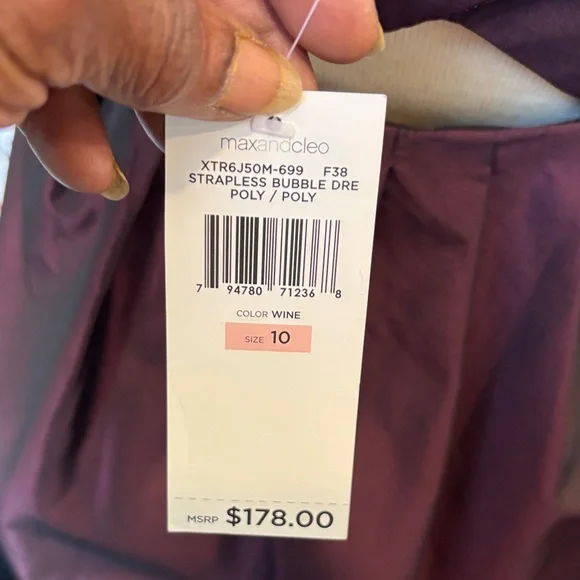 maxandcleo
XTR6J50M-699 F38
STRAPLESS BUBBLE DRE
POLY / POLY
7 94780 71236 8
COLOR WINE
SIZE 10
MSRP $178.00